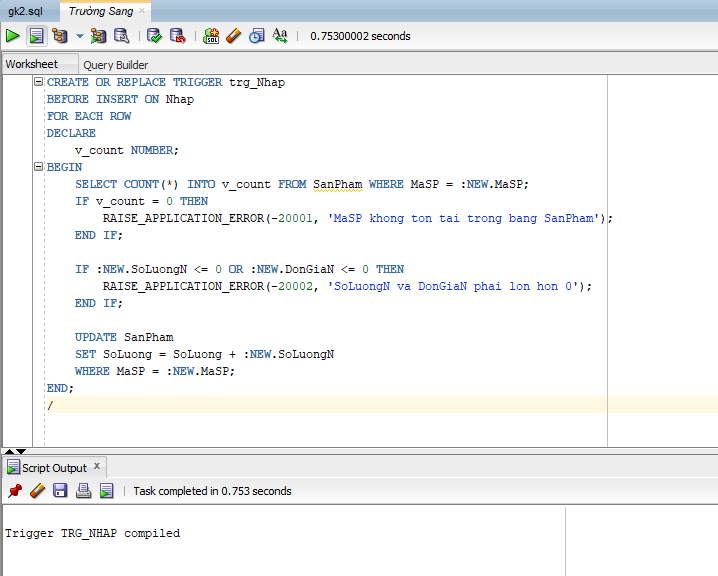 gk2.sql Trường Sang
0.75300002 seconds
Worksheet Query Builder
CREATE OR REPLACE TRIGGER trg_Nhap
BEFORE INSERT ON Nhap
FOR EACH ROW
DECLARE
    v_count NUMBER;
BEGIN
    SELECT COUNT(*) INTO v_count FROM SanPham WHERE MaSP = :NEW.MaSP;
    IF v_count = 0 THEN
        RAISE_APPLICATION_ERROR(-20001, 'MaSP khong ton tai trong bang SanPham');
    END IF;
    IF :NEW.SoLuongN <= 0 OR :NEW.DonGiaN <= 0 THEN
        RAISE_APPLICATION_ERROR(-20002, 'SoLuongN va DonGiaN phai lon hon 0');
    END IF;
    UPDATE SanPham
    SET SoLuong = SoLuong + :NEW.SoLuongN
    WHERE MaSP = :NEW.MaSP;
END;
/
Script Output
Task completed in 0.753 seconds
Trigger TRG_NHAP compiled